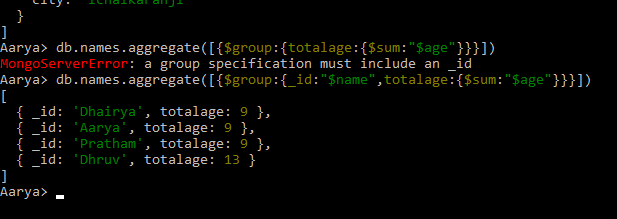 city: 'Ichalkaranji'
}
]
Aarya> db.names.aggregate([{$group:{totalage:{$sum:"$age"}}}])
MongoServerError: a group specification must include an _id
Aarya> db.names.aggregate([{$group:{_id:"$name",totalage:{$sum:"$age"}}}])
[
{ _id: 'Dhairya', totalage: 9 },
{ _id: 'Aarya', totalage: 9 },
{ _id: 'Pratham', totalage: 9 },
{ _id: 'Dhruv', totalage: 13 }
]
Aarya> _